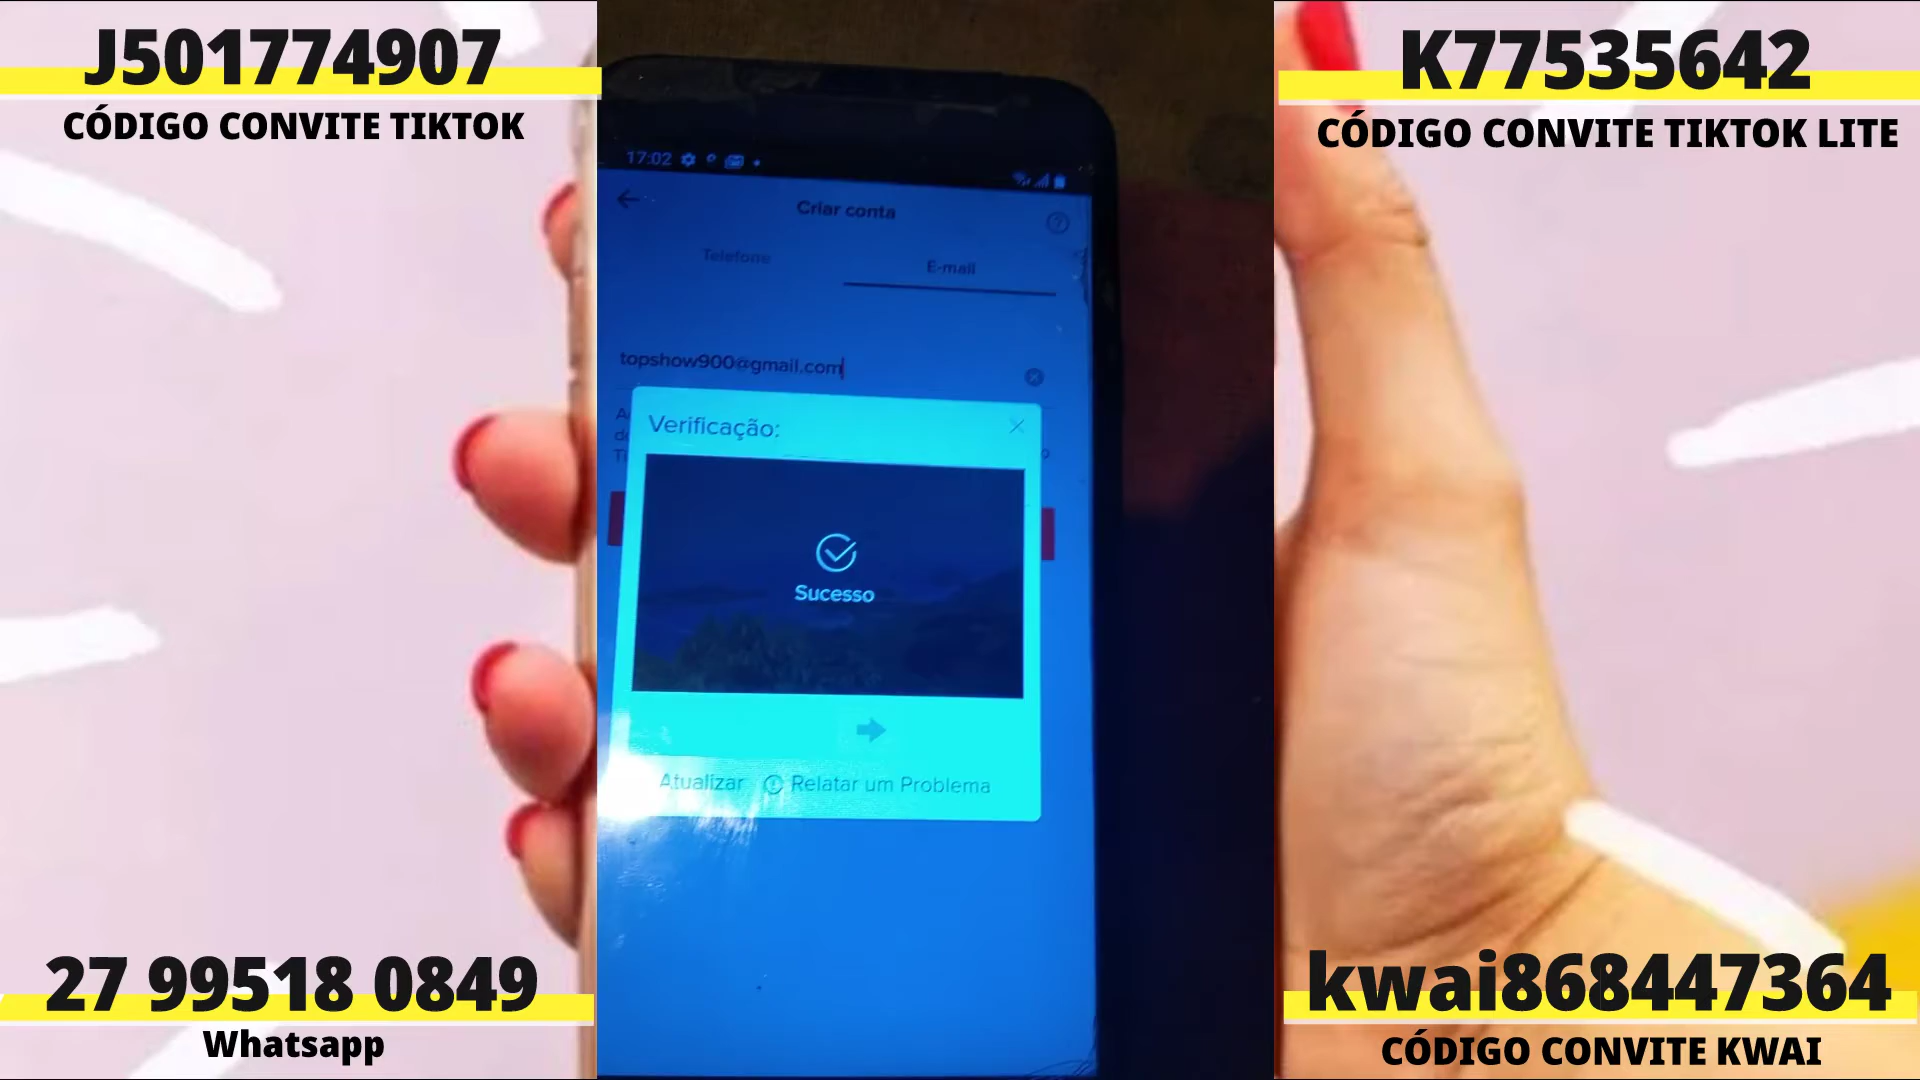 J501774907
CÓDIGO CONVITE TIKTOK
K77535642
CÓDIGO CONVITE TIKTOK LITE
17:02
Criar conta
Telefone
E-mail
topshow900@gmail.com
Verificação:
Sucesso
Atualizar
Relatar um Problema
27 99518 0849
Whatsapp
kwai868447364
CÓDIGO CONVITE KWAI